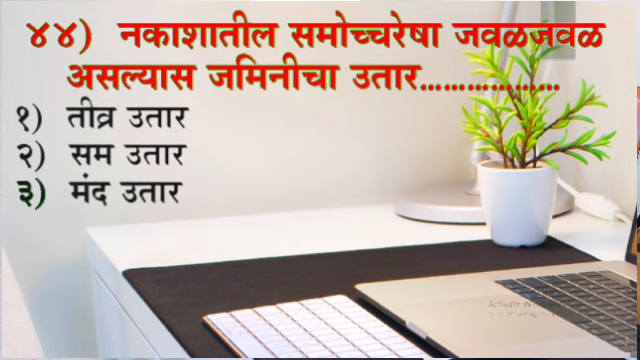 ४४) नकाशातील समोच्चरेषा जवळजवळ
असल्यास जमिनीचा उतार..................
१) तीव्र उतार
२) सम उतार
३) मंद उतार